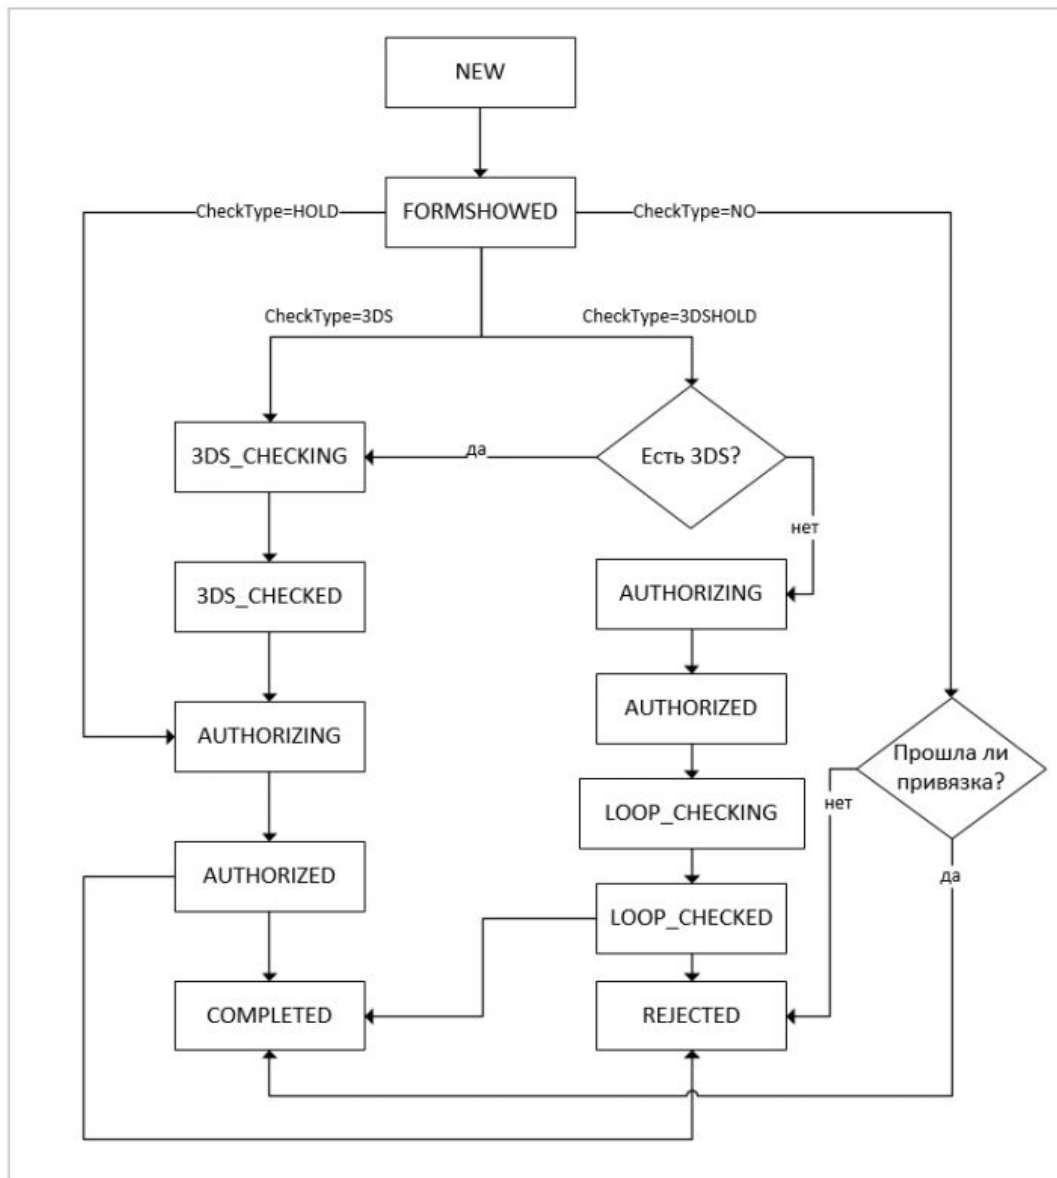 NEW
CheckType=HOLD
FORMSHOWED
CheckType=NO
CheckType=3DS
CheckType=3DSHOLD
3DS_CHECKING
да
Есть 3DS?
нет
3DS_CHECKED
AUTHORIZING
AUTHORIZING
AUTHORIZED
Прошла ли
привязка?
LOOP_CHECKING
нет
AUTHORIZED
да
LOOP_CHECKED
COMPLETED
REJECTED